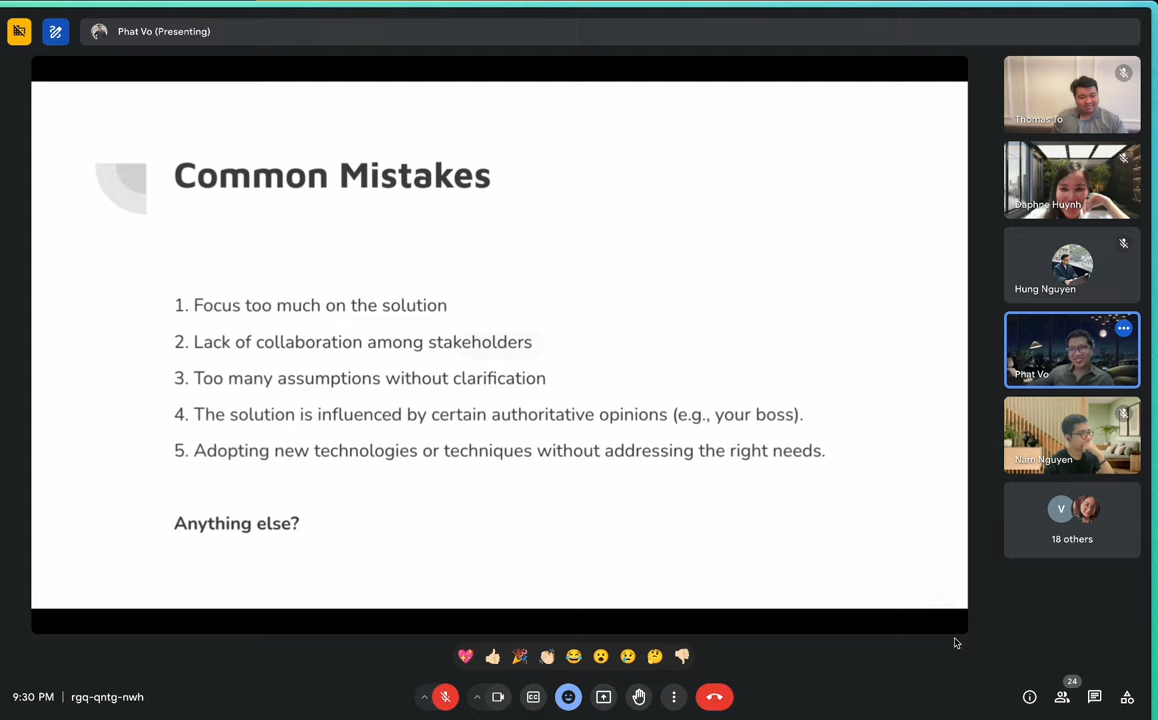 Phat Vo (Presenting)
Common Mistakes
1. Focus too much on the solution
2. Lack of collaboration among stakeholders
3. Too many assumptions without clarification
4. The solution is influenced by certain authoritative opinions (e.g., your boss).
5. Adopting new technologies or techniques without addressing the right needs.
Anything else?
Thomas To
Daphne Huynh
Hung Nguyen
Phat Vo
Nam Nguyen
V
18 others
9:30 PM | rgq-qntg-nwh
CC
24